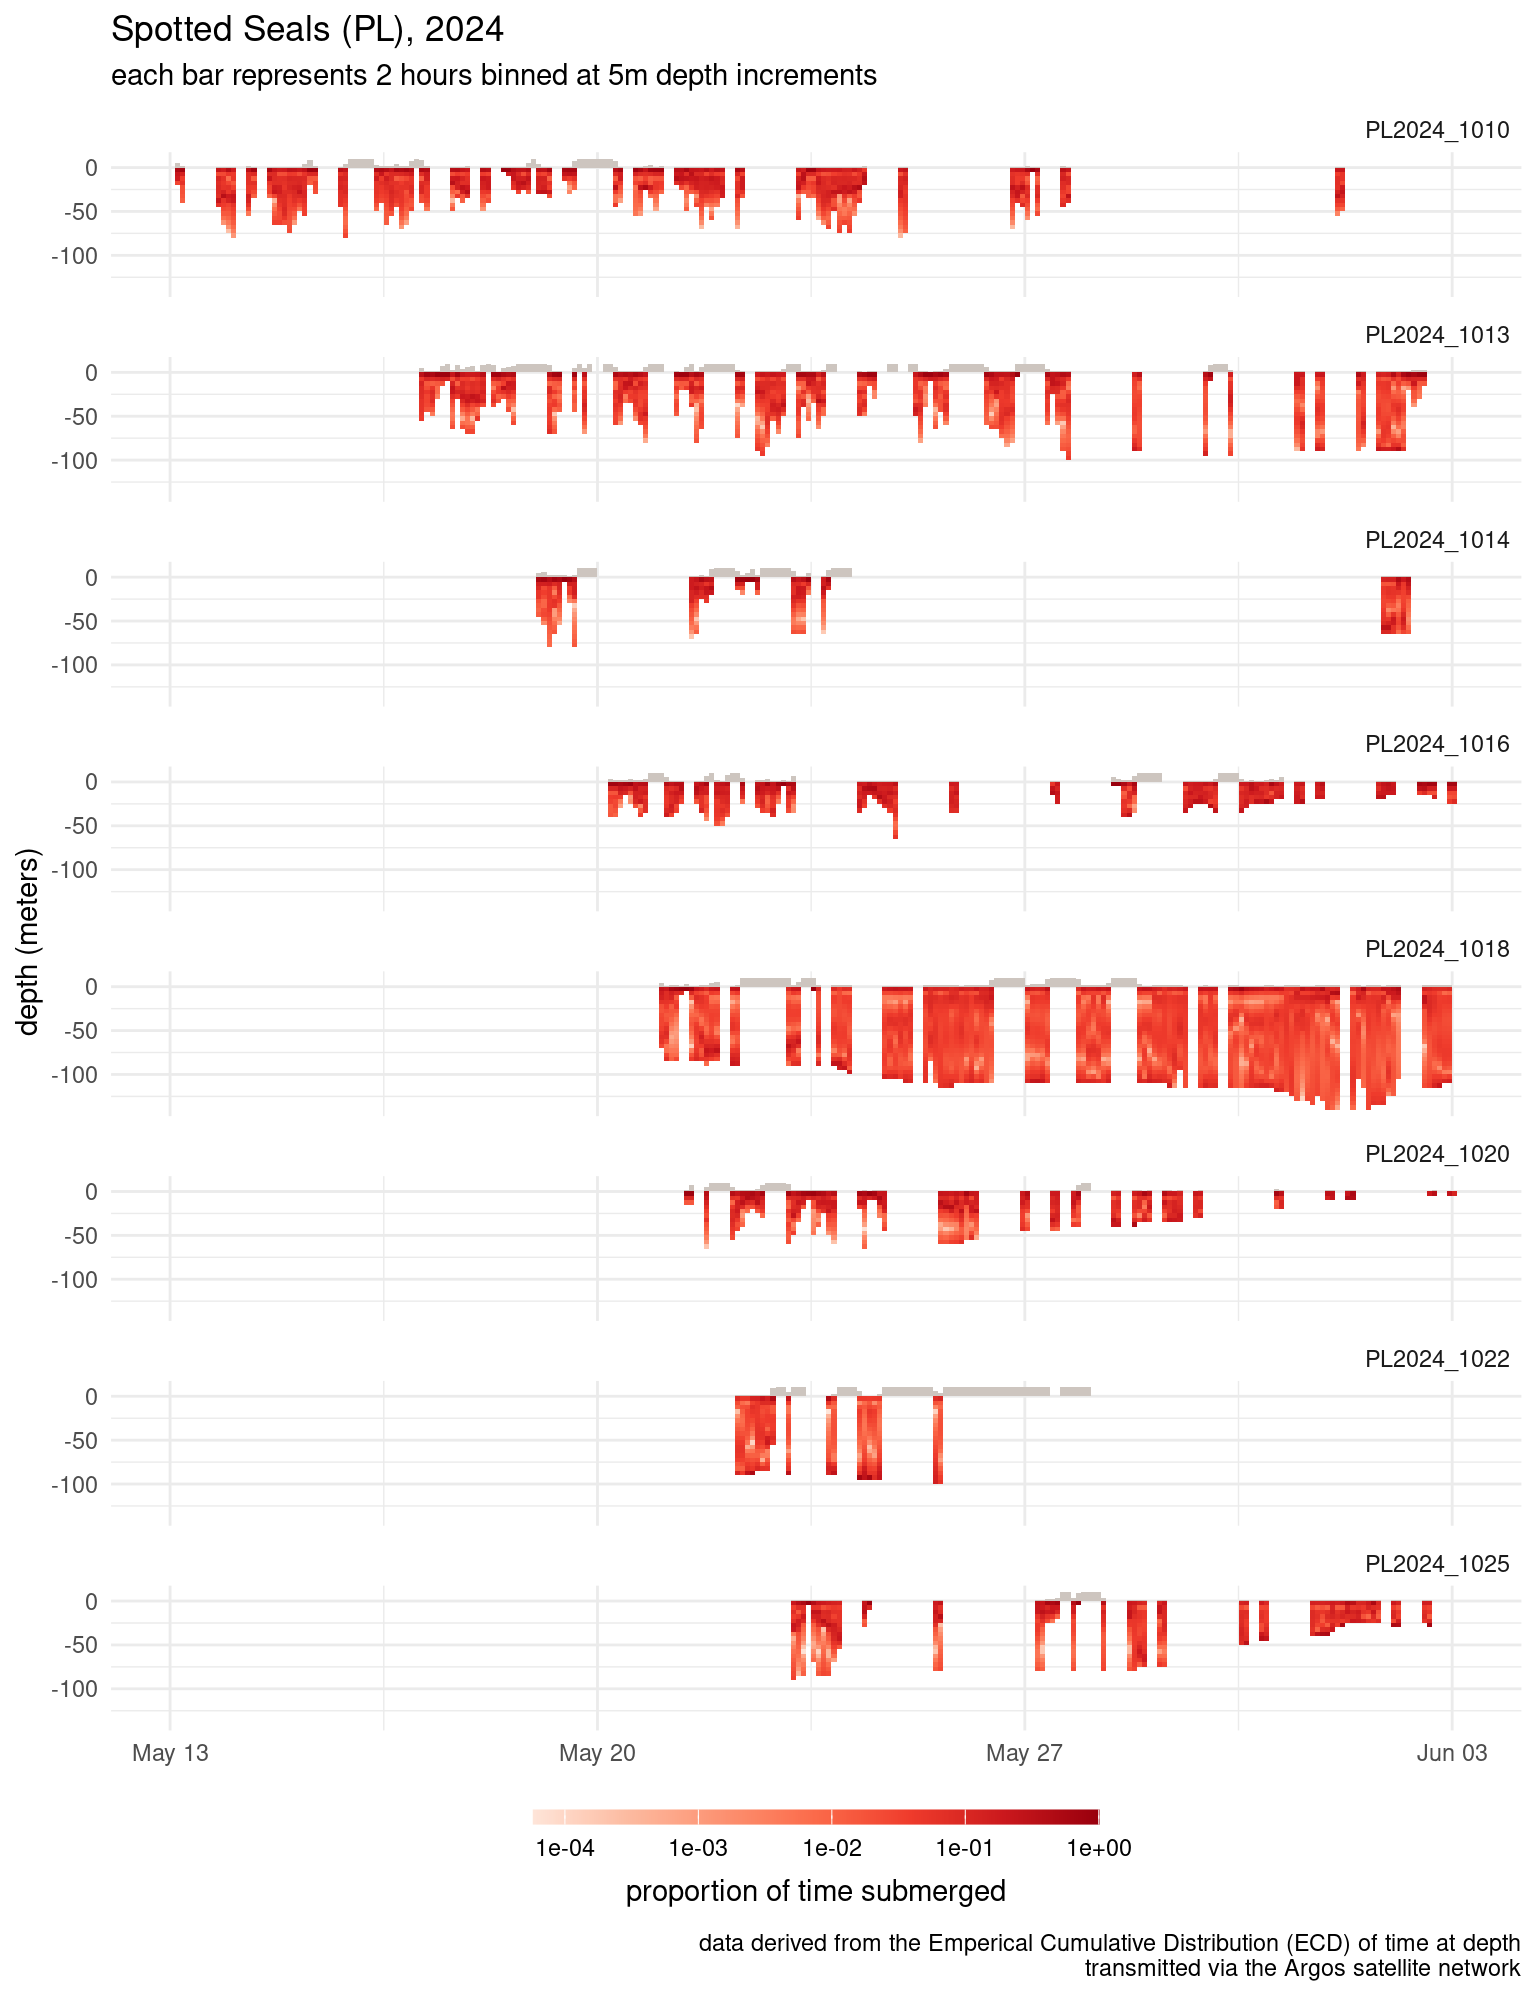 Spotted Seals (PL), 2024
each bar represents 2 hours binned at 5m depth increments
PL2024_1010
0
-50
-100
PL2024_1013
0
-50
-100
PL2024_1014
0
-50
-100
PL2024_1016
0
-50
-100
depth (meters)
PL2024_1018
0
-50
-100
PL2024_1020
0
-50
-100
PL2024_1022
0
-50
-100
PL2024_1025
0
-50
-100
May 13 May 20 May 27 Jun 03
1e-04 1e-03 1e-02 1e-01 1e+00
proportion of time submerged
data derived from the Emperical Cumulative Distribution (ECD) of time at depth
transmitted via the Argos satellite network